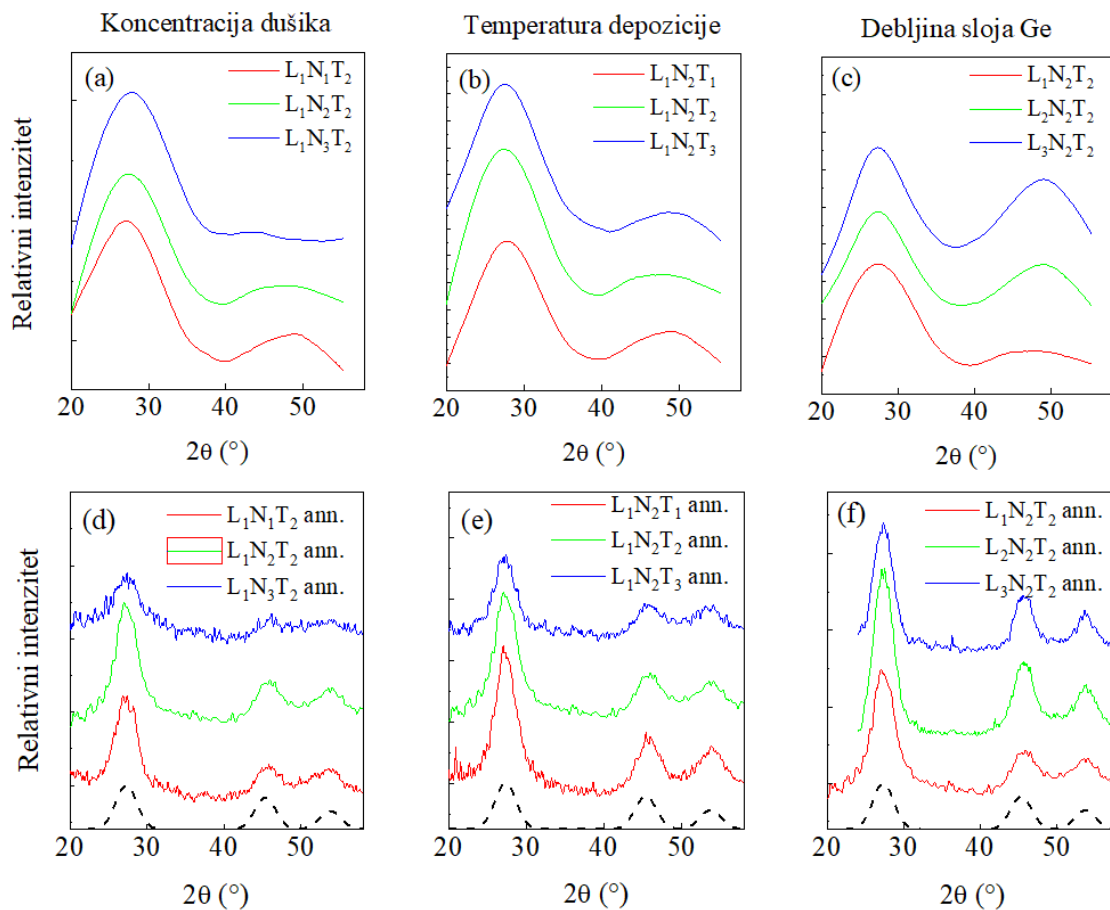 Koncentracija dušika
Temperatura depozicije
Debljina sloja Ge
Relativni intenzitet
(a)
L₁N₁T₂
L₁N₂T₂
L₁N₃T₂
20 30 40 50
2θ (°)
(b)
L₁N₂T₁
L₁N₂T₂
L₁N₂T₃
20 30 40 50
2θ (°)
(c)
L₁N₂T₂
L₂N₂T₂
L₃N₂T₂
20 30 40 50
2θ (°)
Relativni intenzitet
(d)
L₁N₁T₂ ann.
L₁N₂T₂ ann.
L₁N₃T₂ ann.
20 30 40 50
2θ (°)
(e)
L₁N₂T₁ ann.
L₁N₂T₂ ann.
L₁N₂T₃ ann.
20 30 40 50
2θ (°)
(f)
L₁N₂T₂ ann.
L₂N₂T₂ ann.
L₃N₂T₂ ann.
20 30 40 50
2θ (°)